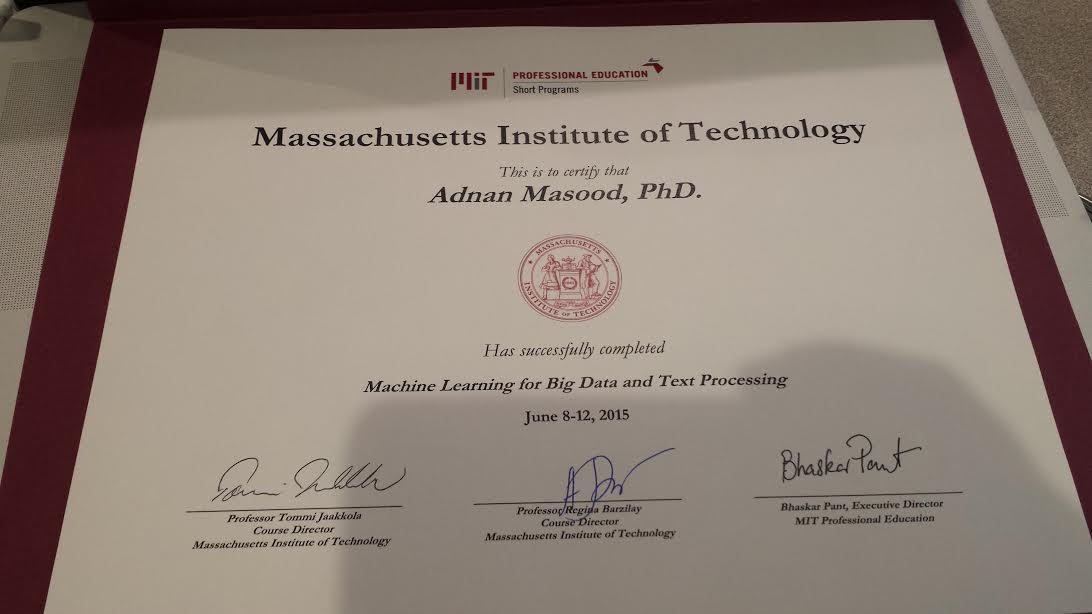 MIT PROFESSIONAL EDUCATION
Short Programs
Massachusetts Institute of Technology
This is to certify that
Adnan Masood, PhD.
MASSACHUSETTS
INSTITUTE OF TECHNOLOGY
Has successfully completed
Machine Learning for Big Data and Text Processing
June 8-12, 2015
Bhaskar Pant
Professor Tommi Jaakkola
Course Director
Massachusetts Institute of Technology
Professor Regina Barzilay
Course Director
Massachusetts Institute of Technology
Bhaskar Pant, Executive Director
MIT Professional Education